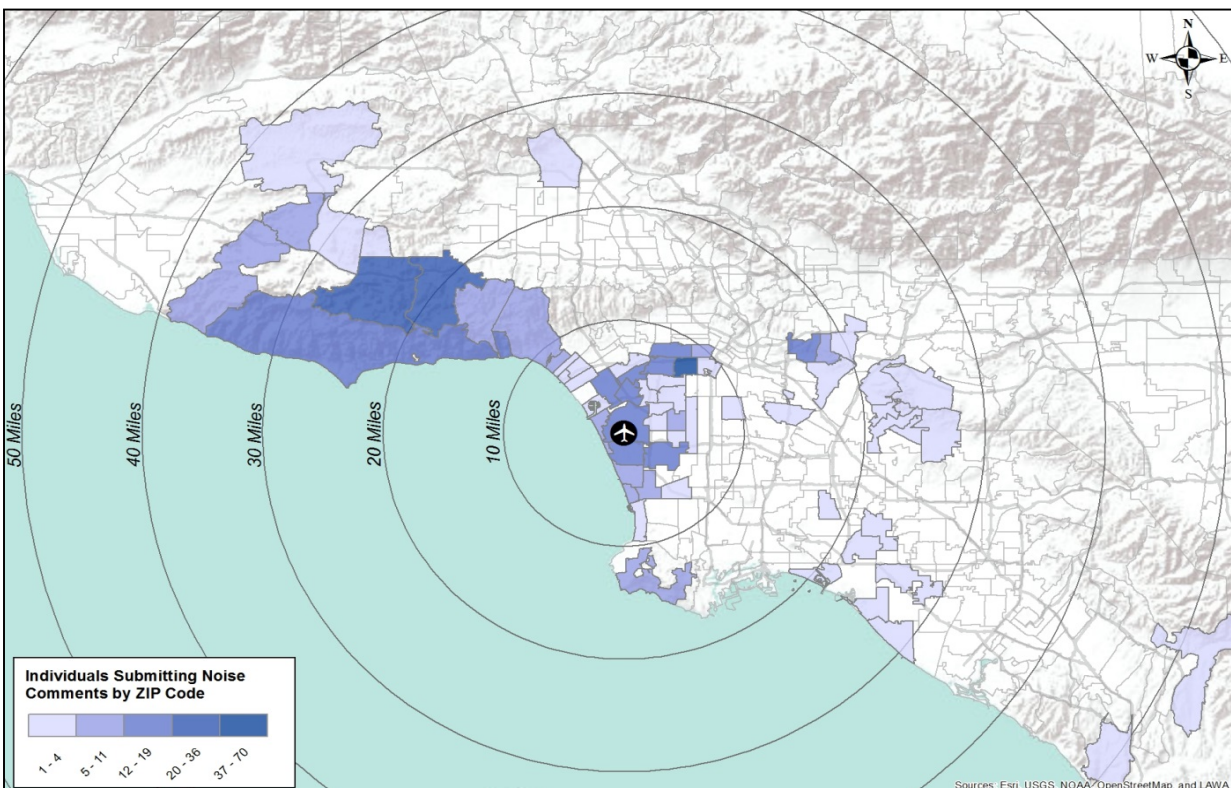 N
W E
S
50 Miles
40 Miles
30 Miles
20 Miles
10 Miles
Individuals Submitting Noise
Comments by ZIP Code
1 - 4
5 - 11
12 - 19
20 - 36
37 - 70
Sources: Esri, USGS, NOAA, OpenStreetMap, and LAWA